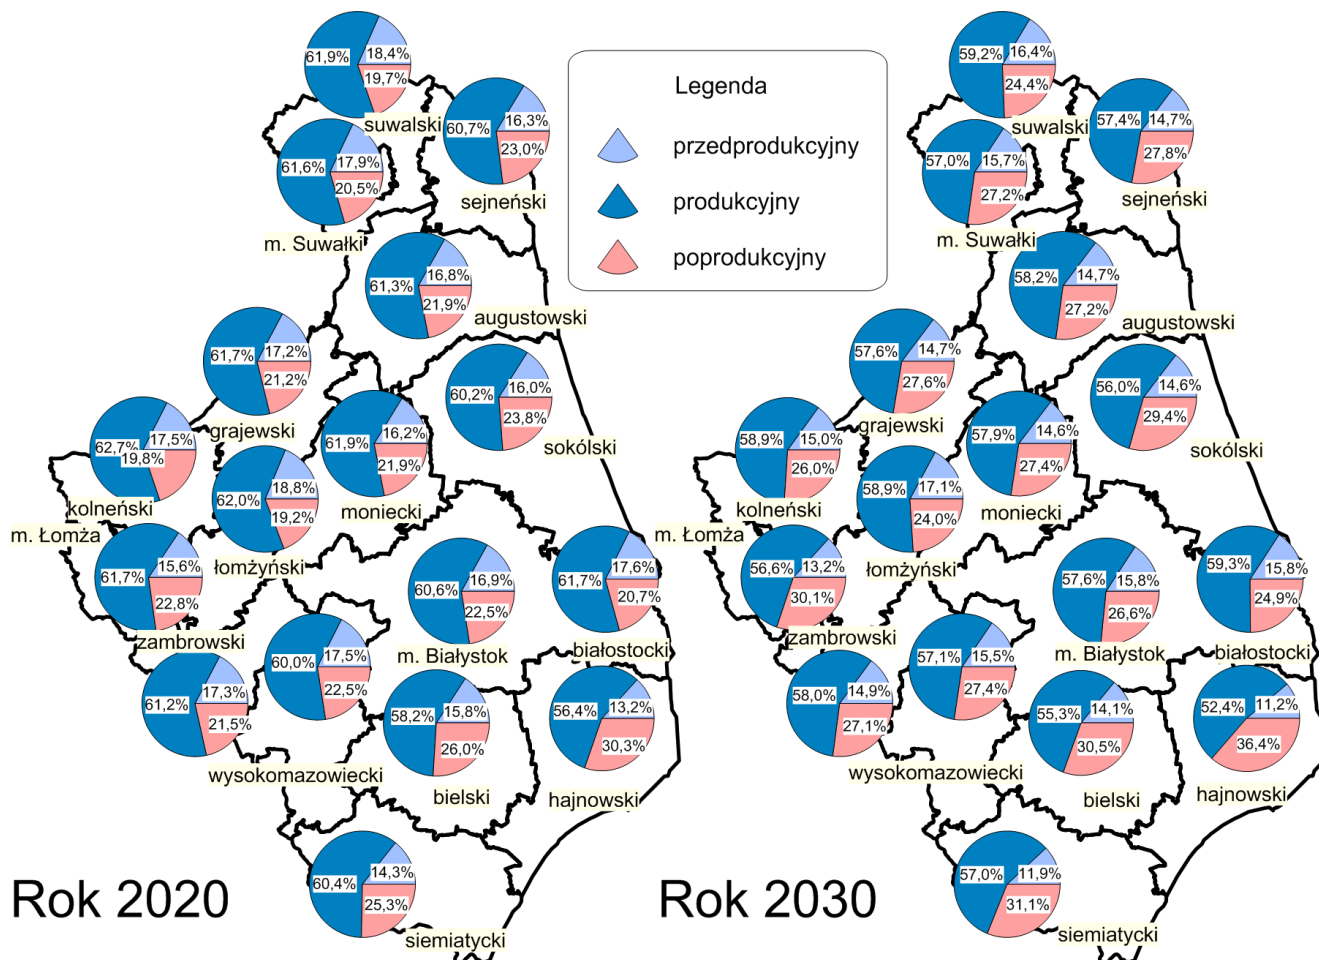 Legenda
przedprodukcyjny
produkcyjny
poprodukcyjny
61,9%
18,4%
19,7%
suwalski
60,7%
16,3%
23,0%
sejneński
61,6%
17,9%
20,5%
m. Suwałki
61,3%
16,8%
21,9%
augustowski
61,7%
17,2%
21,2%
grajewski
60,2%
16,0%
23,8%
sokólski
62,7%
17,5%
19,8%
kolneński
61,9%
16,2%
21,9%
moniecki
62,0%
18,8%
19,2%
łomżyński
m. Łomża
61,7%
15,6%
22,8%
zambrowski
60,6%
16,9%
22,5%
m. Białystok
61,7%
17,6%
20,7%
białostocki
60,0%
17,5%
22,5%
61,2%
17,3%
21,5%
wysokomazowiecki
58,2%
15,8%
26,0%
bielski
56,4%
13,2%
30,3%
hajnowski
60,4%
14,3%
25,3%
siemiatycki
Rok 2020
59,2%
16,4%
24,4%
suwalski
57,4%
14,7%
27,8%
sejneński
57,0%
15,7%
27,2%
m. Suwałki
58,2%
14,7%
27,2%
augustowski
57,6%
14,7%
27,6%
grajewski
56,0%
14,6%
29,4%
sokólski
58,9%
15,0%
26,0%
kolneński
57,9%
14,6%
27,4%
moniecki
58,9%
17,1%
24,0%
łomżyński
m. Łomża
56,6%
13,2%
30,1%
zambrowski
57,6%
15,8%
26,6%
m. Białystok
59,3%
15,8%
24,9%
białostocki
57,1%
15,5%
27,4%
58,0%
14,9%
27,1%
wysokomazowiecki
55,3%
14,1%
30,5%
bielski
52,4%
11,2%
36,4%
hajnowski
57,0%
11,9%
31,1%
siemiatycki
Rok 2030